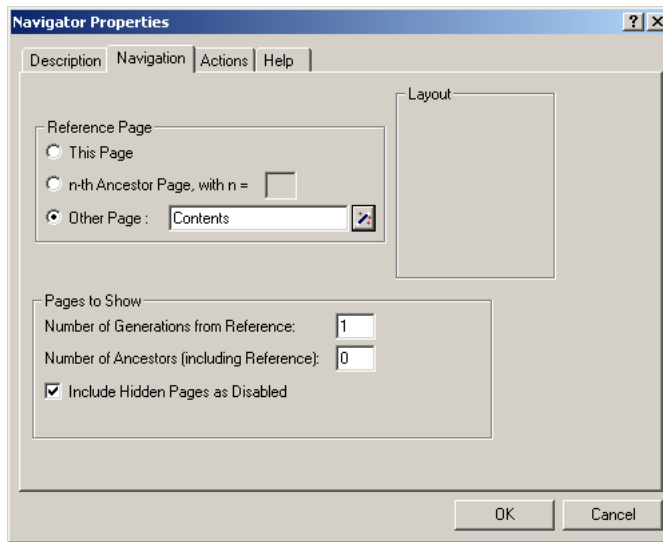 Navigator Properties
Description Navigation Actions Help
Layout
Reference Page
This Page
n-th Ancestor Page, with n =
Other Page : Contents
Pages to Show
Number of Generations from Reference: 1
Number of Ancestors (including Reference): 0
Include Hidden Pages as Disabled
OK Cancel